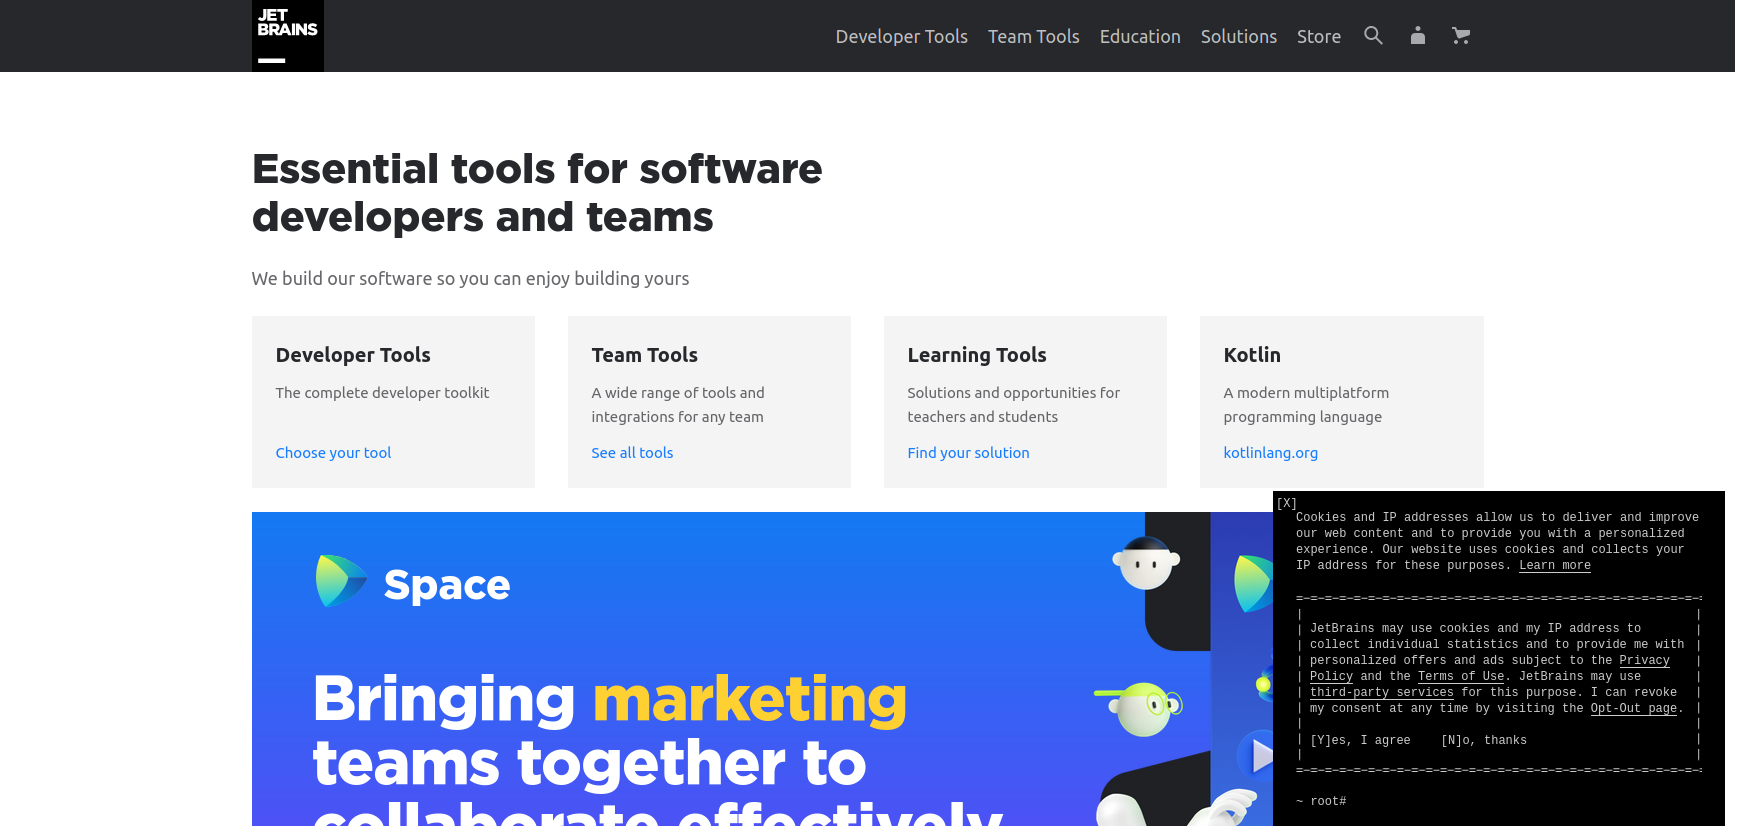 JET
BRAINS
Developer Tools Team Tools Education Solutions Store
Essential tools for software
developers and teams
We build our software so you can enjoy building yours
Developer Tools
The complete developer toolkit
Choose your tool
Team Tools
A wide range of tools and
integrations for any team
See all tools
Learning Tools
Solutions and opportunities for
teachers and students
Find your solution
Kotlin
A modern multiplatform
programming language
kotlinlang.org
Space
Bringing marketing
teams together to
collaborate effectively
[X]
Cookies and IP addresses allow us to deliver and improve
our web content and to provide you with a personalized
experience. Our website uses cookies and collects your
IP address for these purposes. Learn more
JetBrains may use cookies and my IP address to
collect individual statistics and to provide me with
personalized offers and ads subject to the Privacy
Policy and the Terms of Use. JetBrains may use
third-party services for this purpose. I can revoke
my consent at any time by visiting the Opt-Out page.
[Y]es, I agree [N]o, thanks
~ root#